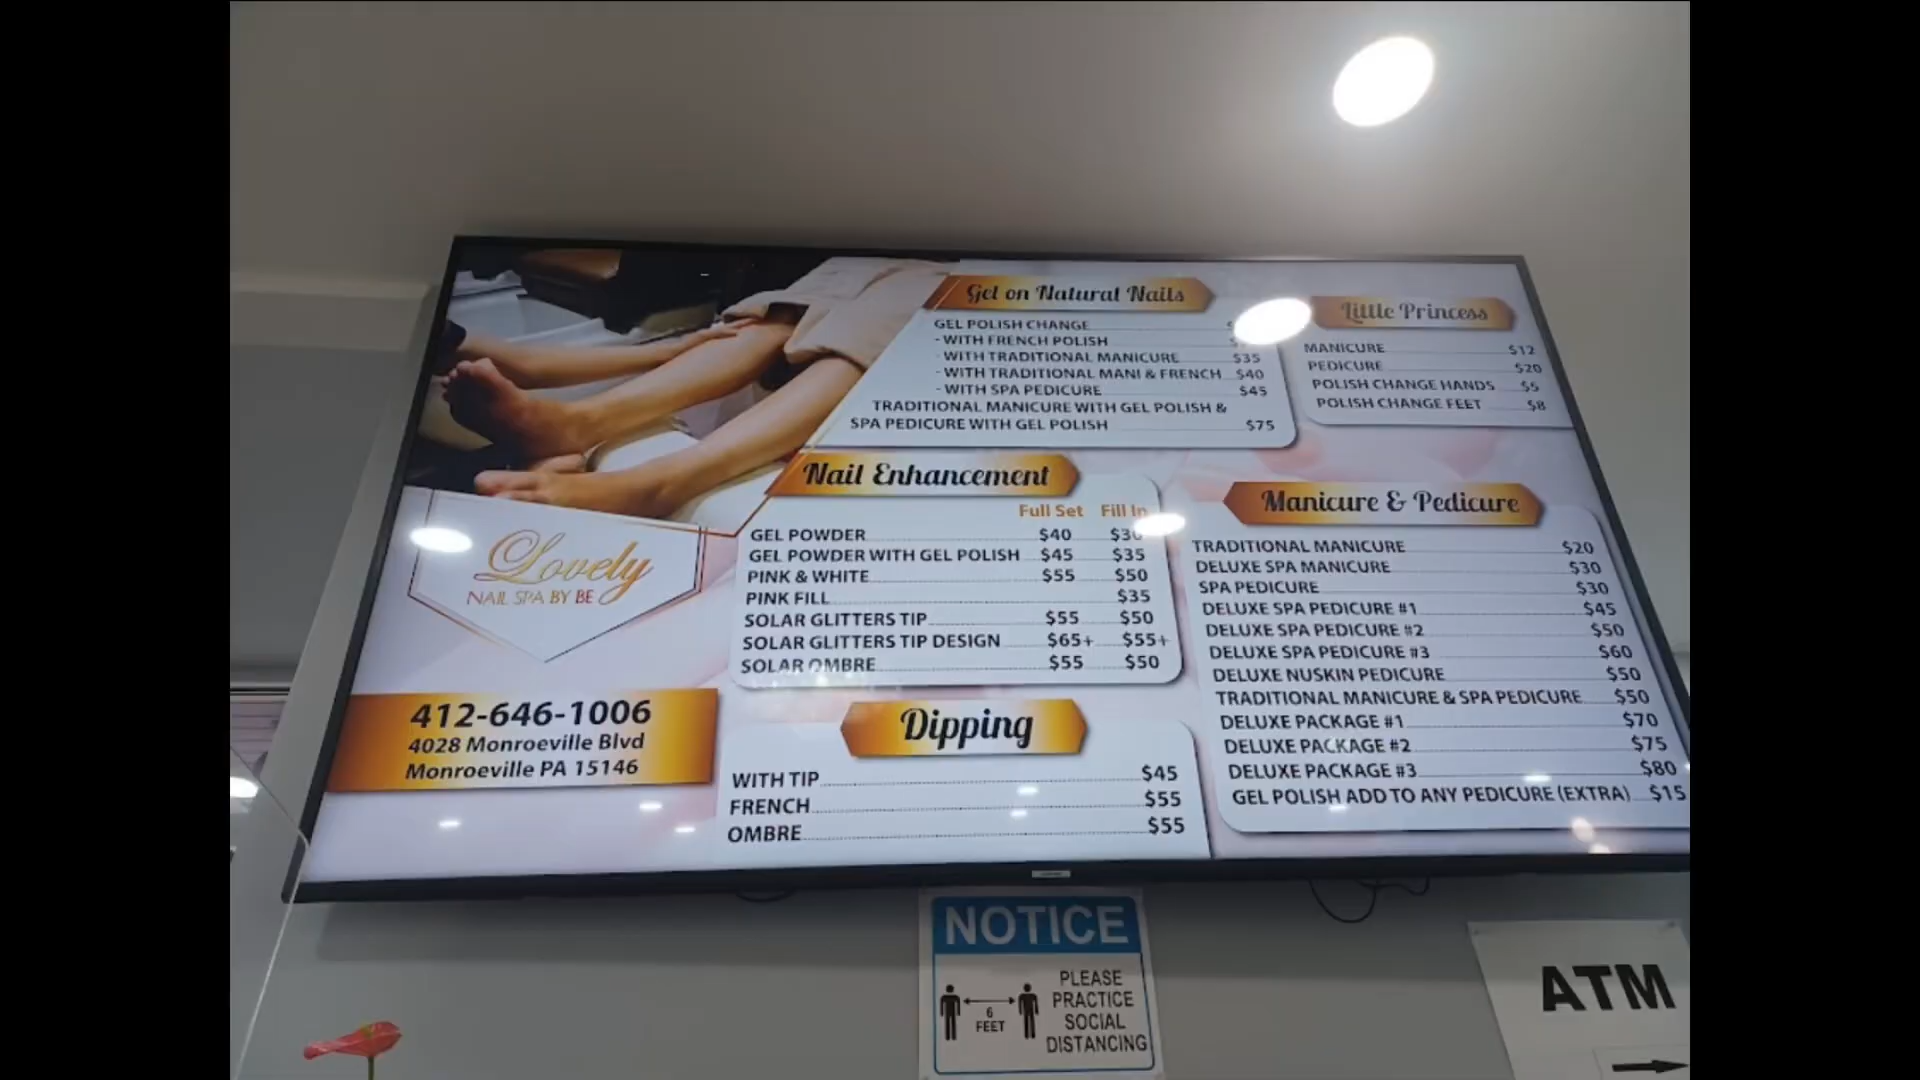 Gel on Natural Nails
GEL POLISH CHANGE
- WITH FRENCH POLISH
- WITH TRADITIONAL MANICURE $35
- WITH TRADITIONAL MANI & FRENCH $40
- WITH SPA PEDICURE $45
TRADITIONAL MANICURE WITH GEL POLISH &
SPA PEDICURE WITH GEL POLISH $75
Little Princess
MANICURE $12
PEDICURE $20
POLISH CHANGE HANDS $5
POLISH CHANGE FEET $8
Nail Enhancement
Full Set Fill In
GEL POWDER $40 $30
GEL POWDER WITH GEL POLISH $45 $35
PINK & WHITE $55 $50
PINK FILL $35
SOLAR GLITTERS TIP $55 $50
SOLAR GLITTERS TIP DESIGN $65+ $55+
SOLAR OMBRE $55 $50
Manicure & Pedicure
TRADITIONAL MANICURE $20
DELUXE SPA MANICURE $30
SPA PEDICURE $30
DELUXE SPA PEDICURE #1 $45
DELUXE SPA PEDICURE #2 $50
DELUXE SPA PEDICURE #3 $60
DELUXE NUSKIN PEDICURE $50
TRADITIONAL MANICURE & SPA PEDICURE $50
DELUXE PACKAGE #1 $70
DELUXE PACKAGE #2 $75
DELUXE PACKAGE #3 $80
GEL POLISH ADD TO ANY PEDICURE (EXTRA) $15
Lovely
NAIL SPA BY BE
412-646-1006
4028 Monroeville Blvd
Monroeville PA 15146
Dipping
WITH TIP $45
FRENCH $55
OMBRE $55
NOTICE
6
FEET
PLEASE
PRACTICE
SOCIAL
DISTANCING
ATM